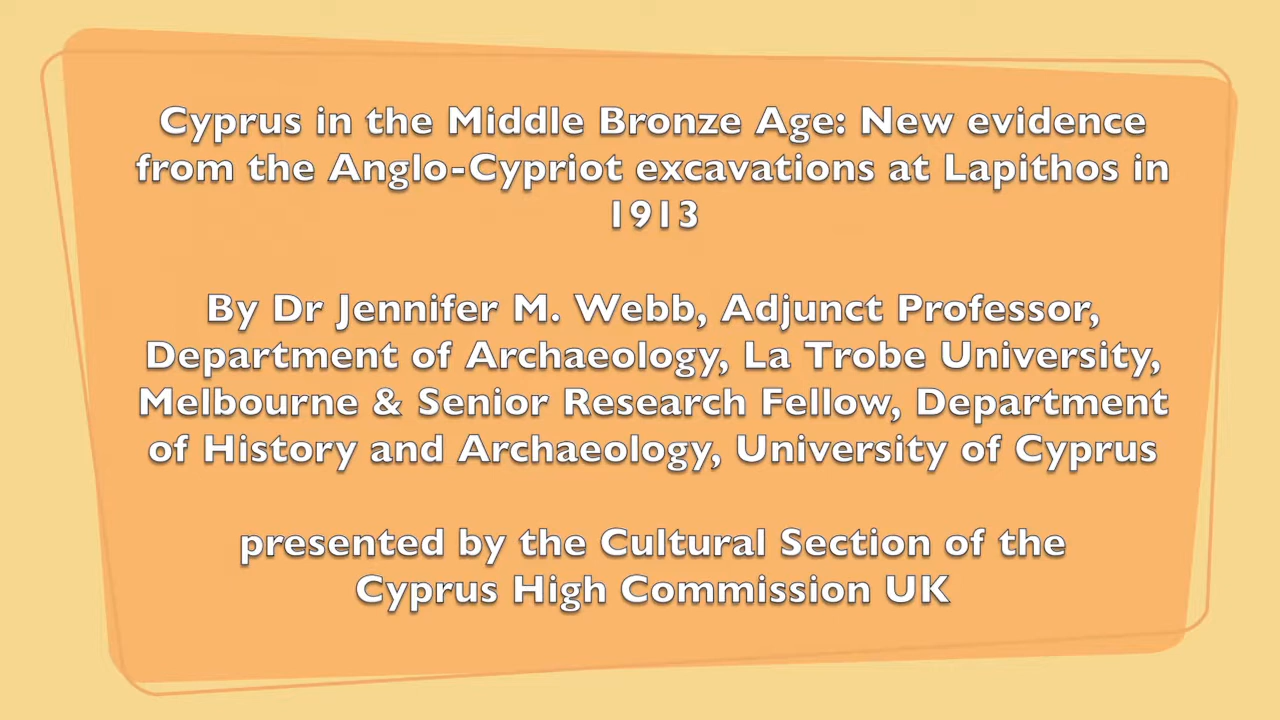 Cyprus in the Middle Bronze Age: New evidence
from the Anglo-Cypriot excavations at Lapithos in
1913
By Dr Jennifer M. Webb, Adjunct Professor,
Department of Archaeology, La Trobe University,
Melbourne & Senior Research Fellow, Department
of History and Archaeology, University of Cyprus
presented by the Cultural Section of the
Cyprus High Commission UK